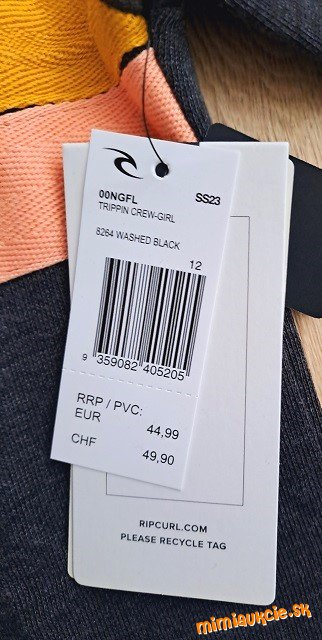 00NGFL SS23
TRIPPIN CREW-GIRL
8264 WASHED BLACK
12
9 359082 405205
RRP / PVC:
EUR 44,99
CHF 49,90
RIPCURL.COM
PLEASE RECYCLE TAG
mimiaukcie.sk